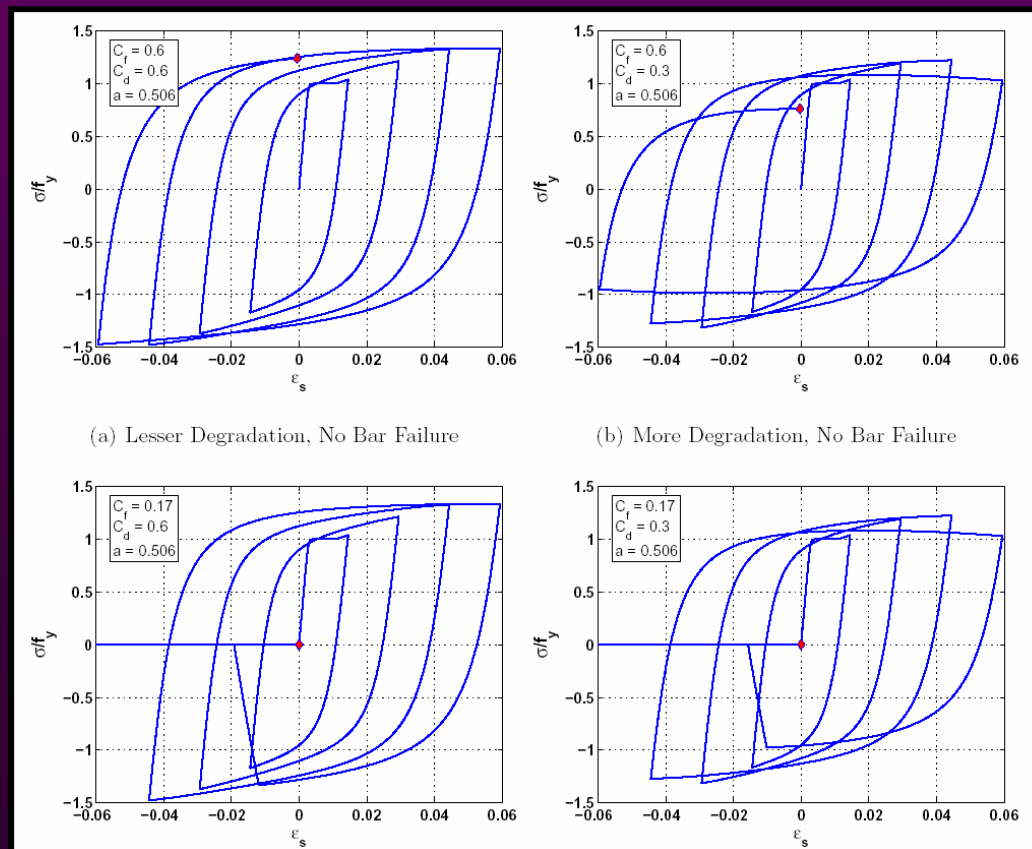 1.5
1
0.5
0
−0.5
−1
−1.5
−0.06
−0.04
−0.02
0
0.02
0.04
0.06
σ/f_y
ε_s
C_f = 0.6
C_d = 0.6
a = 0.506
(a) Lesser Degradation, No Bar Failure
1.5
1
0.5
0
−0.5
−1
−1.5
−0.06
−0.04
−0.02
0
0.02
0.04
0.06
σ/f_y
ε_s
C_f = 0.6
C_d = 0.3
a = 0.506
(b) More Degradation, No Bar Failure
1.5
1
0.5
0
−0.5
−1
−1.5
−0.06
−0.04
−0.02
0
0.02
0.04
0.06
σ/f_y
ε_s
C_f = 0.17
C_d = 0.6
a = 0.506
1.5
1
0.5
0
−0.5
−1
−1.5
−0.06
−0.04
−0.02
0
0.02
0.04
0.06
σ/f_y
ε_s
C_f = 0.17
C_d = 0.3
a = 0.506